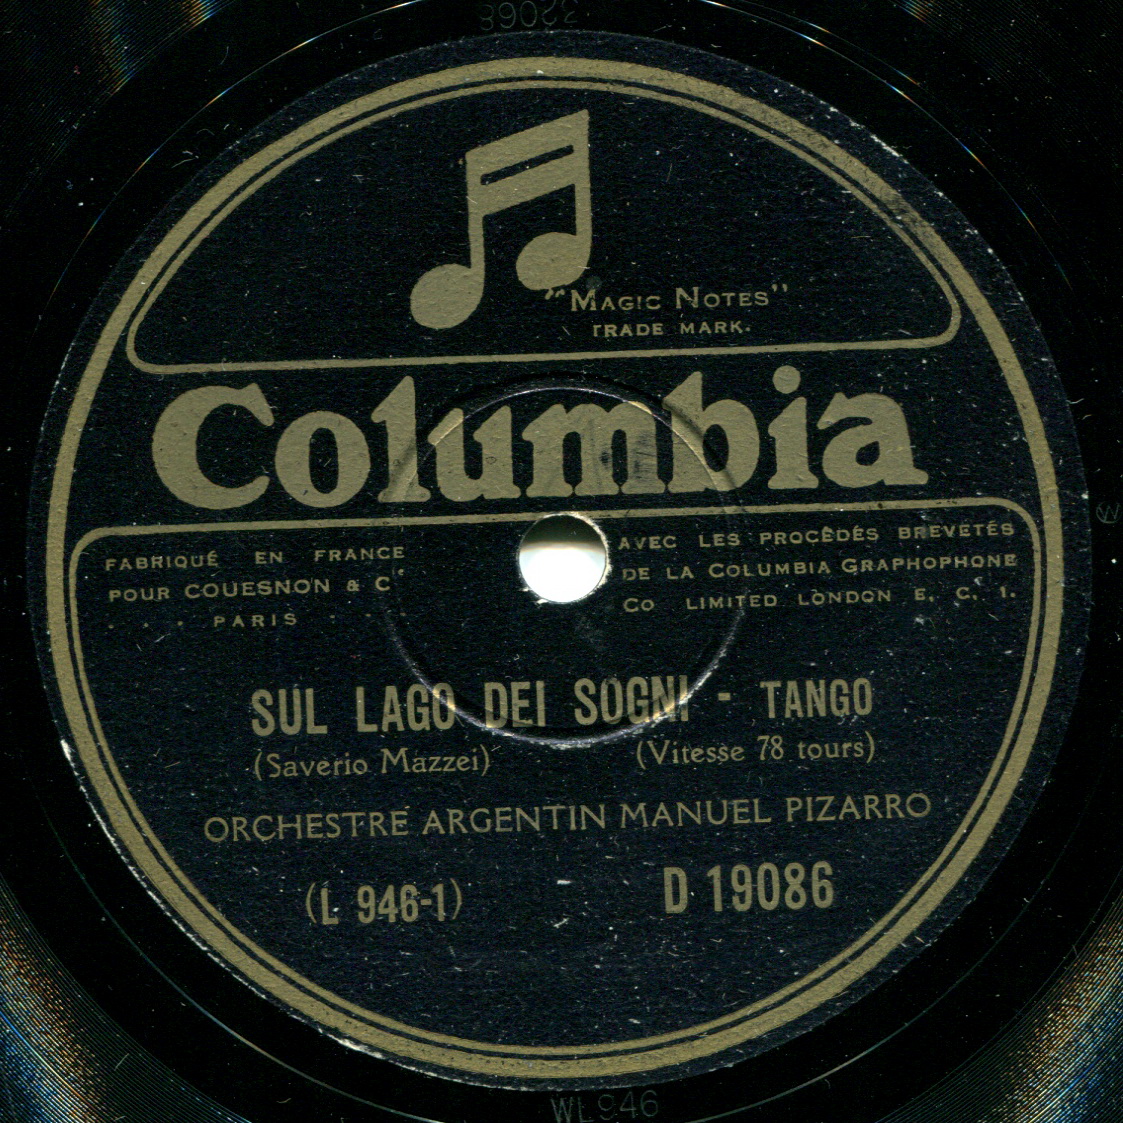 "MAGIC NOTES"
TRADE MARK.
Columbia
FABRIQUÉ EN FRANCE
POUR COUESNON & Cᵉ
. . . PARIS . . .
AVEC LES PROCÉDÉS BREVETÉS
DE LA COLUMBIA GRAPHOPHONE
Co LIMITED LONDON E. C. 1.
SUL LAGO DEI SOGNI - TANGO
(Saverio Mazzei) (Vitesse 78 tours)
ORCHESTRE ARGENTIN MANUEL PIZARRO
(L 946-1) - D 19086
WL946